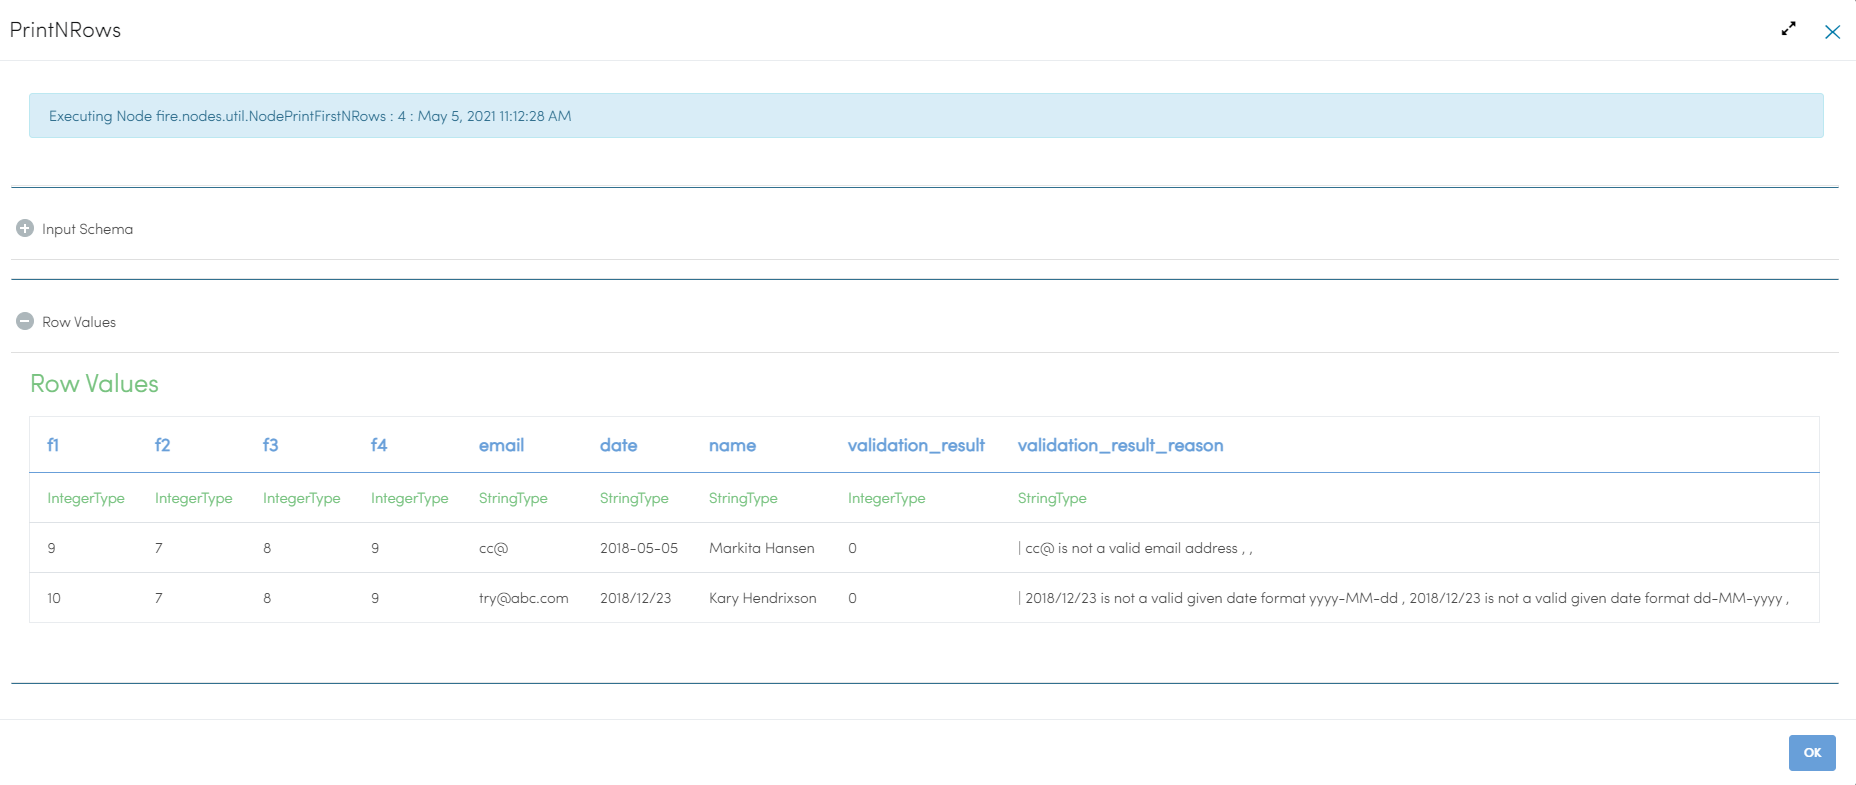 PrintNRows
Executing Node fire.nodes.util.NodePrintFirstNRows : 4 : May 5, 2021 11:12:28 AM
Input Schema
Row Values
Row Values
f1 f2 f3 f4 email date name validation_result validation_result_reason
IntegerType IntegerType IntegerType IntegerType StringType StringType StringType IntegerType StringType
9 7 8 9 cc@ 2018-05-05 Markita Hansen 0 | cc@ is not a valid email address , ,
10 7 8 9 try@abc.com 2018/12/23 Kary Hendrixson 0 | 2018/12/23 is not a valid given date format yyyy-MM-dd , 2018/12/23 is not a valid given date format dd-MM-yyyy ,
OK